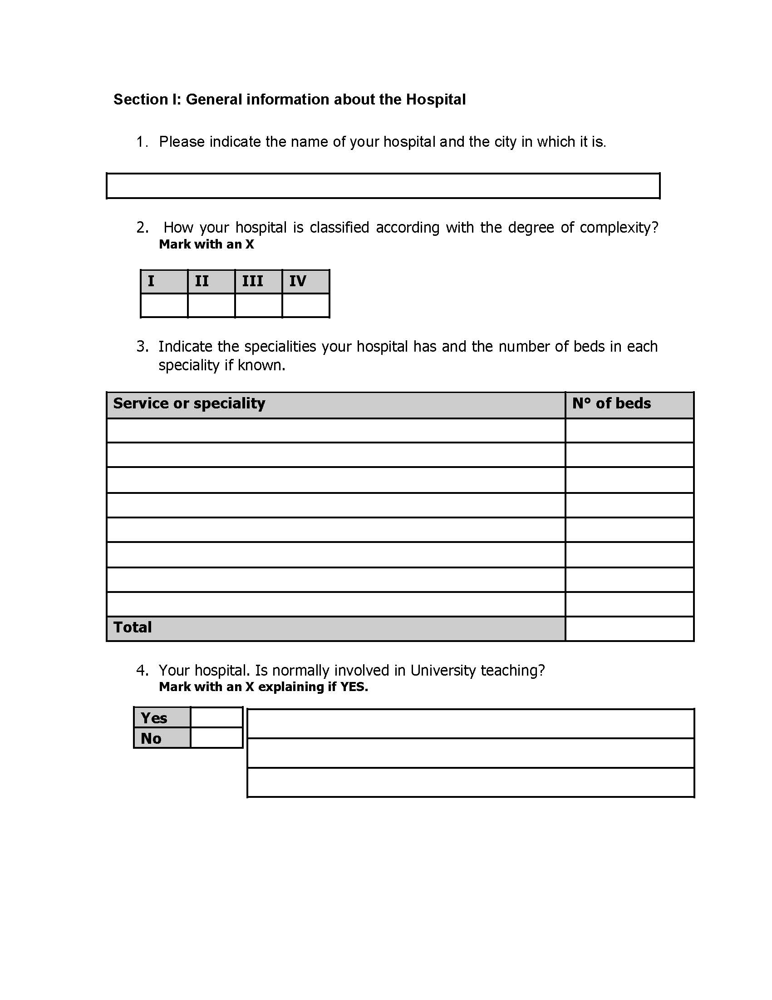 Section I: General information about the Hospital
1. Please indicate the name of your hospital and the city in which it is.
2. How your hospital is classified according with the degree of complexity?
Mark with an X
I II III IV
3. Indicate the specialities your hospital has and the number of beds in each
speciality if known.
Service or speciality N° of beds
Total
4. Your hospital. Is normally involved in University teaching?
Mark with an X explaining if YES.
Yes
No